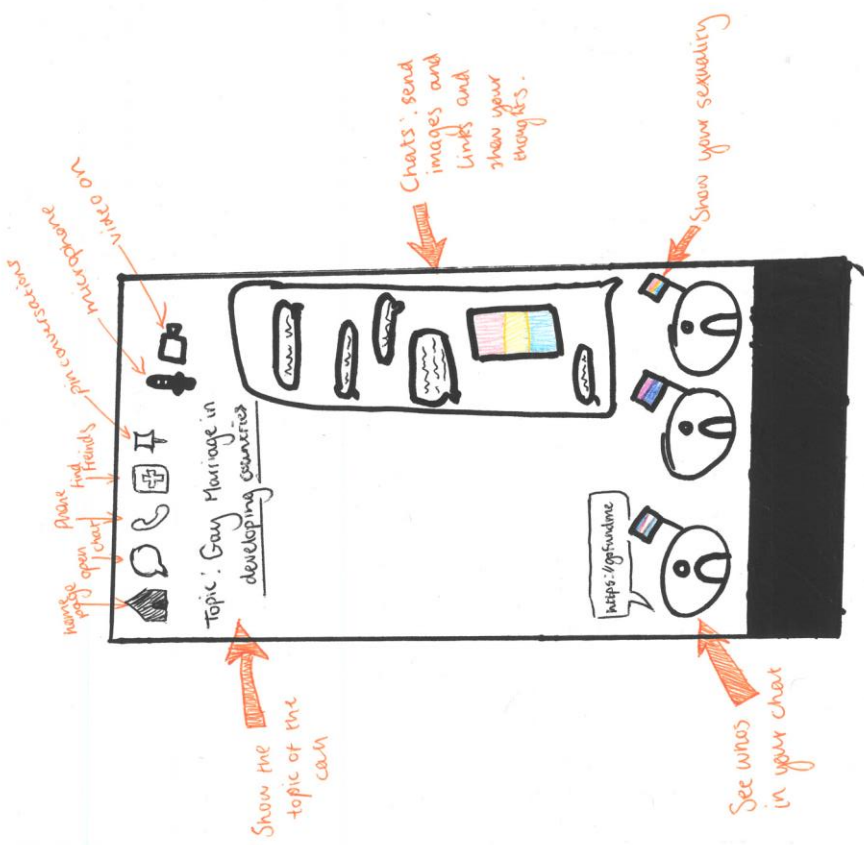 home
page
open
chat
phone
find
freinds
pin conversations
microphone
video on
Show the
topic of the
call
Topic: Gay Marriage in
developing countries
Chats: send
images and
Links and
show your
thoughts.
https://gofundme
See whos
in your chat
Show your sexuality